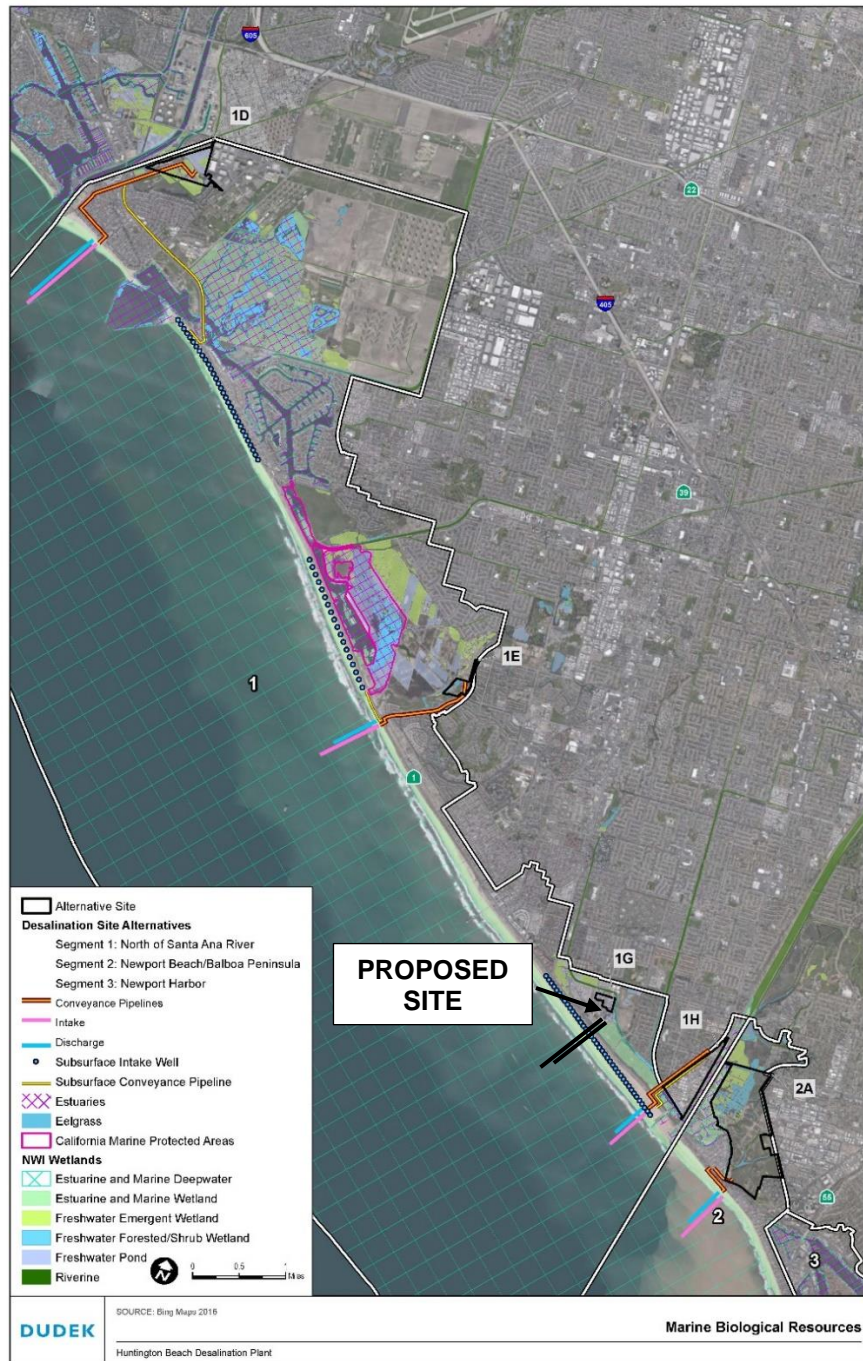 605
1D
22
405
39
1E
1
1
PROPOSED
SITE
1G
1H
2A
55
2
3
Alternative Site
Desalination Site Alternatives
Segment 1: North of Santa Ana River
Segment 2: Newport Beach/Balboa Peninsula
Segment 3: Newport Harbor
Conveyance Pipelines
Intake
Discharge
Subsurface Intake Well
Subsurface Conveyance Pipeline
Estuaries
Eelgrass
California Marine Protected Areas
NWI Wetlands
Estuarine and Marine Deepwater
Estuarine and Marine Wetland
Freshwater Emergent Wetland
Freshwater Forested/Shrub Wetland
Freshwater Pond
Riverine
0 0.5 1
Miles
DUDEK
SOURCE: Bing Maps 2016
Marine Biological Resources
Huntington Beach Desalination Plant